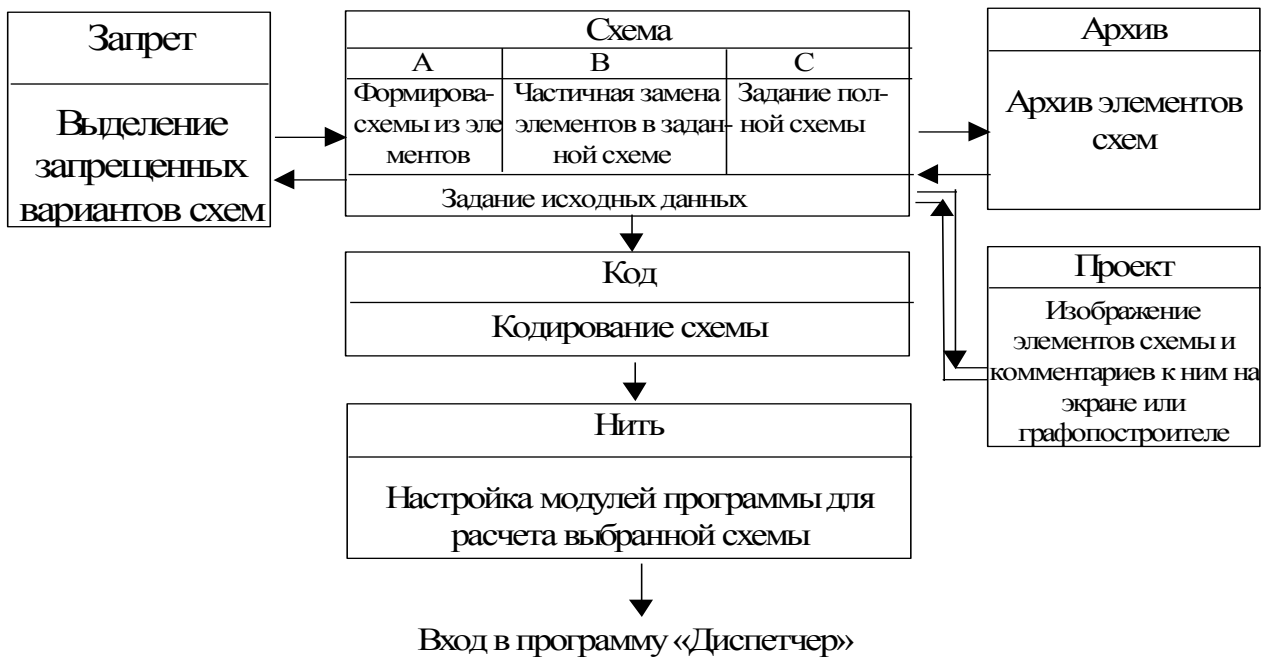 Запрет
Выделение
запрещенных
вариантов схем
Схема
A
B
C
Формирова-
схемы из эле
ментов
Частичная замена
элементов в задан-
ной схеме
Задание пол-
ной схемы
Задание исходных данных
Архив
Архив элементов
схем
Код
Кодирование схемы
Проект
Изображение
элементов схемы и
комментариев к ним на
экране или
графопостроителе
Нить
Настройка модулей программы для
расчета выбранной схемы
Вход в программу «Диспетчер»